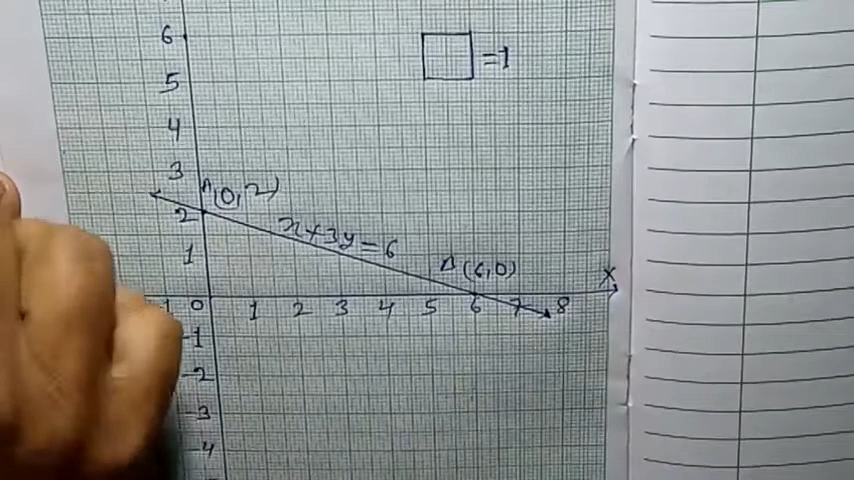 6
□ = 1
5
4
3
A(0,2)
2
x+3y=6
1
B(6,0)
X
-1 0 1 2 3 4 5 6 7 8
-1
-2
-3
-4